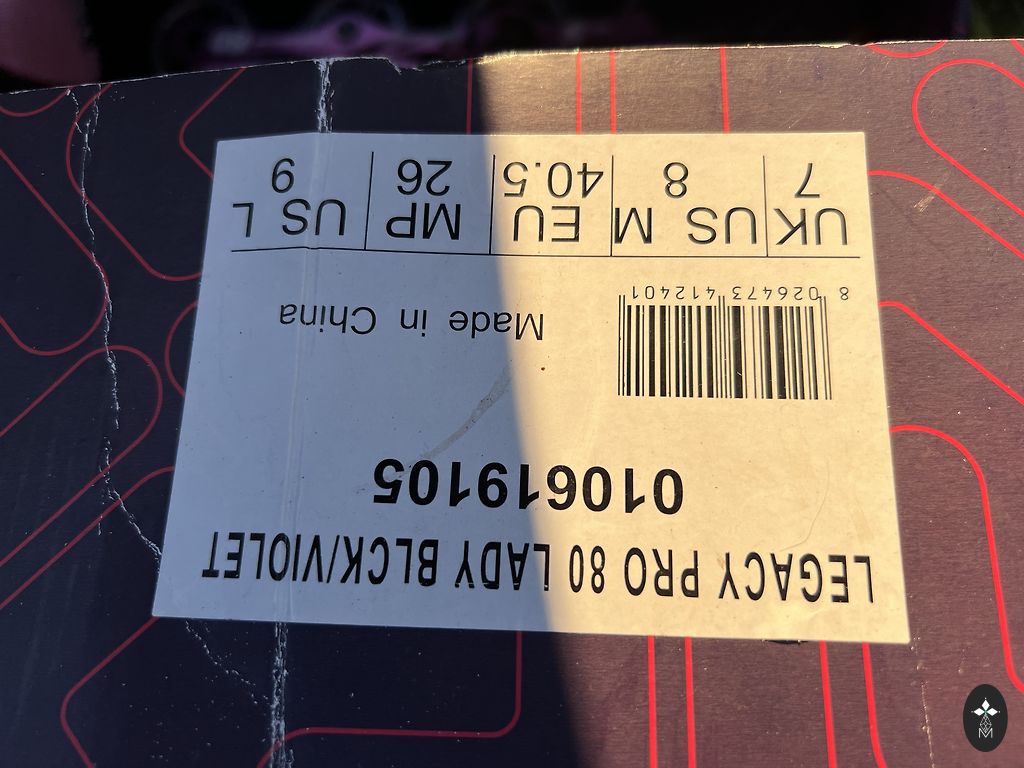 LEGACY PRO 80 LADY BLCK/VIOLET
010619105
8 026473 412401
Made in China
UK US M EU MP US L
7 8 40.5 26 9
M